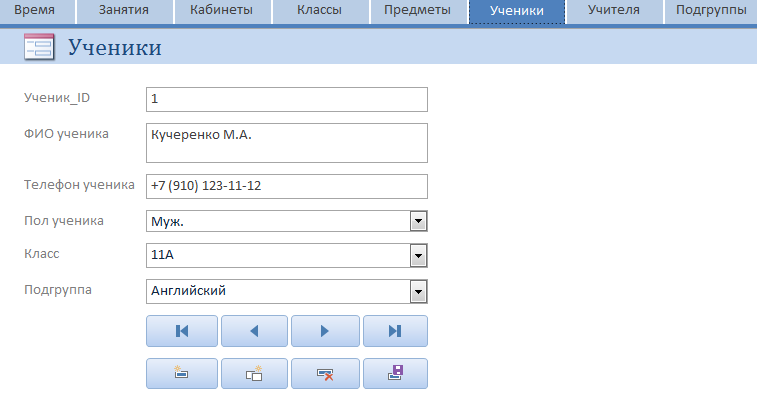 Время Занятия Кабинеты Классы Предметы Ученики Учителя Подгруппы
Ученики
Ученик_ID 1
ФИО ученика Кучеренко М.А.
Телефон ученика +7 (910) 123-11-12
Пол ученика Муж.
Класс 11А
Подгруппа Английский